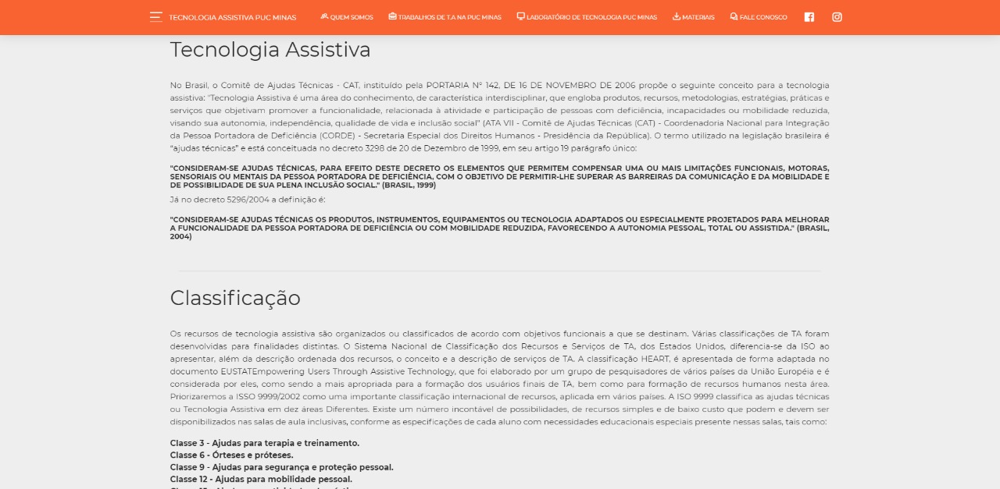 TECNOLOGIA ASSISTIVA PUC MINAS QUEM SOMOS TRABALHOS DE T.A NA PUC MINAS LABORATÓRIO DE TECNOLOGIA PUC MINAS MATERIAIS FALE CONOSCO
Tecnologia Assistiva
No Brasil, o Comitê de Ajudas Técnicas - CAT, instituído pela PORTARIA N° 142, DE 16 DE NOVEMBRO DE 2006 propõe o seguinte conceito para a tecnologia
assistiva: "Tecnologia Assistiva é uma área do conhecimento, de característica interdisciplinar, que engloba produtos, recursos, metodologias, estratégias, práticas e
serviços que objetivam promover a funcionalidade, relacionada à atividade e participação de pessoas com deficiência, incapacidades ou mobilidade reduzida,
visando sua autonomia, independência, qualidade de vida e inclusão social" (ATA VII - Comitê de Ajudas Técnicas (CAT) - Coordenadoria Nacional para Integração
da Pessoa Portadora de Deficiência (CORDE) - Secretaria Especial dos Direitos Humanos - Presidência da República). O termo utilizado na legislação brasileira é
“ajudas técnicas” e está conceituada no decreto 3298 de 20 de Dezembro de 1999, em seu artigo 19 parágrafo único:
"CONSIDERAM-SE AJUDAS TÉCNICAS, PARA EFEITO DESTE DECRETO OS ELEMENTOS QUE PERMITEM COMPENSAR UMA OU MAIS LIMITAÇÕES FUNCIONAIS, MOTORAS,
SENSORIAIS OU MENTAIS DA PESSOA PORTADORA DE DEFICIÊNCIA, COM O OBJETIVO DE PERMITIR-LHE SUPERAR AS BARREIRAS DA COMUNICAÇÃO E DA MOBILIDADE E
DE POSSIBILIDADE DE SUA PLENA INCLUSÃO SOCIAL." (BRASIL, 1999)
Já no decreto 5296/2004 a definição é:
"CONSIDERAM-SE AJUDAS TÉCNICAS OS PRODUTOS, INSTRUMENTOS, EQUIPAMENTOS OU TECNOLOGIA ADAPTADOS OU ESPECIALMENTE PROJETADOS PARA MELHORAR
A FUNCIONALIDADE DA PESSOA PORTADORA DE DEFICIÊNCIA OU COM MOBILIDADE REDUZIDA, FAVORECENDO A AUTONOMIA PESSOAL, TOTAL OU ASSISTIDA." (BRASIL,
2004)
Classificação
Os recursos de tecnologia assistiva são organizados ou classificados de acordo com objetivos funcionais a que se destinam. Várias classificações de TA foram
desenvolvidas para finalidades distintas. O Sistema Nacional de Classificação dos Recursos e Serviços de TA, dos Estados Unidos, diferencia-se da ISO ao
apresentar, além da descrição ordenada dos recursos, o conceito e a descrição de serviços de TA. A classificação HEART, é apresentada de forma adaptada no
documento EUSTATEmpowering Users Through Assistive Technology, que foi elaborado por um grupo de pesquisadores de vários países da União Européia e é
considerada por eles, como sendo a mais apropriada para a formação dos usuários finais de TA, bem como para formação de recursos humanos nesta área.
Priorizaremos a ISSO 9999/2002 como uma importante classificação internacional de recursos, aplicada em vários países. A ISO 9999 classifica as ajudas técnicas
ou Tecnologia Assistiva em dez áreas Diferentes. Existe um número incontável de possibilidades, de recursos simples e de baixo custo que podem e devem ser
disponibilizados nas salas de aula inclusivas, conforme as especificações de cada aluno com necessidades educacionais especiais presente nessas salas, tais como:
Classe 3 - Ajudas para terapia e treinamento.
Classe 6 - Órteses e próteses.
Classe 9 - Ajudas para segurança e proteção pessoal.
Classe 12 - Ajudas para mobilidade pessoal.